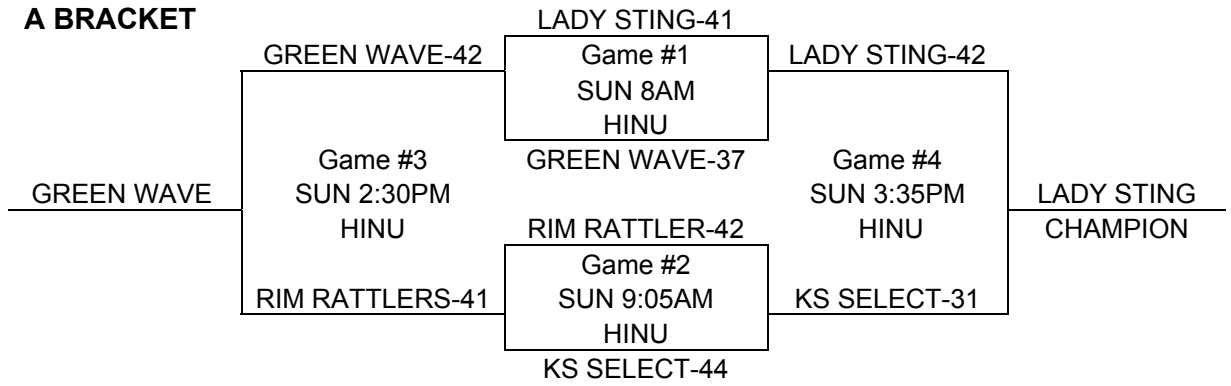 A BRACKET
LADY STING-41
GREEN WAVE-42
Game #1
LADY STING-42
SUN 8AM
HINU
Game #3
GREEN WAVE-37
Game #4
GREEN WAVE
SUN 2:30PM
SUN 3:35PM
LADY STING
HINU
RIM RATTLER-42
HINU
CHAMPION
Game #2
RIM RATTLERS-41
SUN 9:05AM
KS SELECT-31
HINU
KS SELECT-44